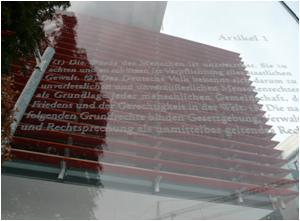 Artikel 1
(1) Die Würde des Menschen ist unantastbar. Sie zu
achten und zu schützen ist Verpflichtung aller staatlichen
Gewalt. (2) Das Deutsche Volk bekennt sich darum zu
unverletzlichen und unveräußerlichen Menschenrechten
als Grundlage jeder menschlichen Gemeinschaft, des
Friedens und der Gerechtigkeit in der Welt. (3) Die na
folgenden Grundrechte binden Gesetzgebung, Verwal
und Rechtsprechung als unmittelbar geltendes Rech